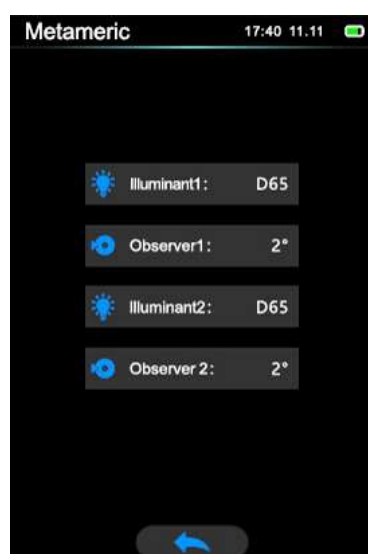 Metameric 17:40 11.11
Illuminant1: D65
Observer1: 2°
Illuminant2: D65
Observer 2: 2°